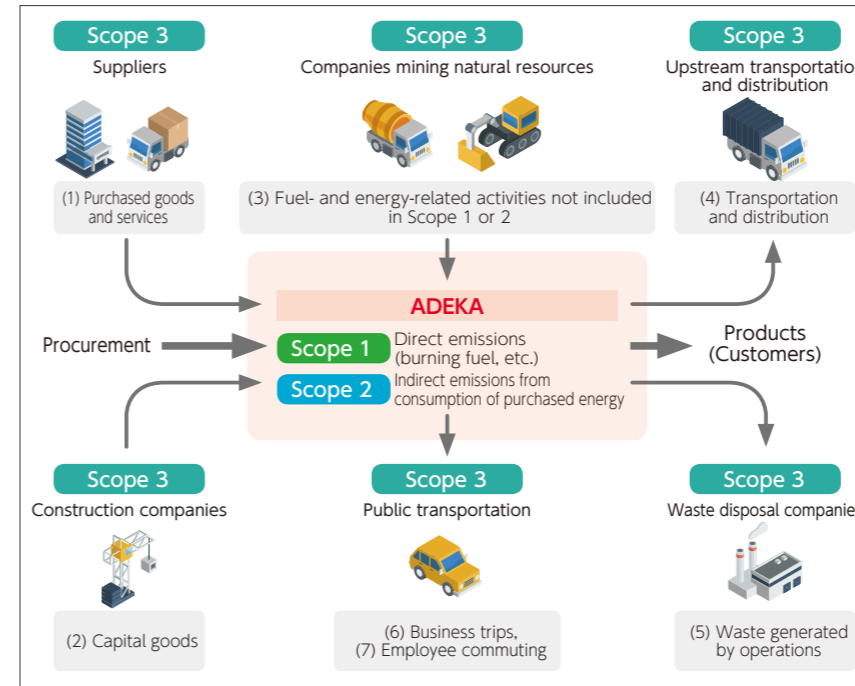 Scope 3
Suppliers
(1) Purchased goods
and services
Scope 3
Companies mining natural resources
(3) Fuel- and energy-related activities not included
in Scope 1 or 2
Scope 3
Upstream transportatio
and distribution
(4) Transportation
and distribution
ADEKA
Procurement
Scope 1
Direct emissions
(burning fuel, etc.)
Scope 2
Indirect emissions from
consumption of purchased energy
Products
(Customers)
Scope 3
Construction companies
(2) Capital goods
Scope 3
Public transportation
(6) Business trips,
(7) Employee commuting
Scope 3
Waste disposal companie
(5) Waste generated
by operations